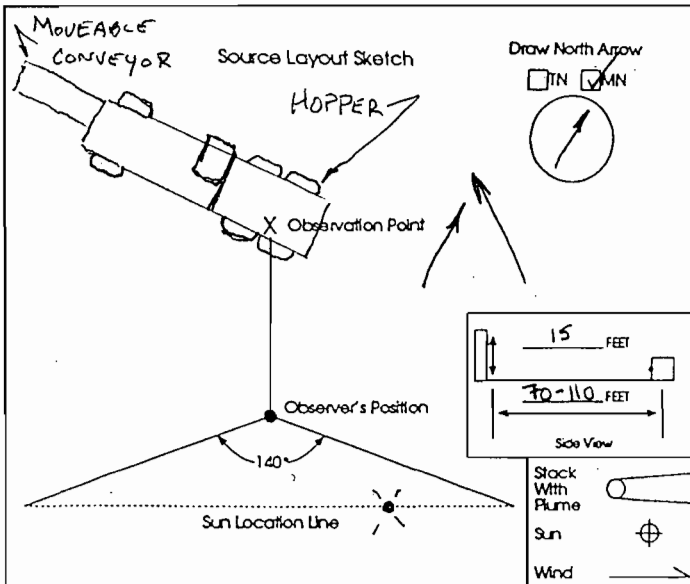 MOVEABLE
CONVEYOR
Source Layout Sketch
Draw North Arrow
TN MN
HOPPER
X Observation Point
15 FEET
70-110 FEET
Side View
Observer's Position
140°
Sun Location Line
Stack
With
Plume
Sun
Wind